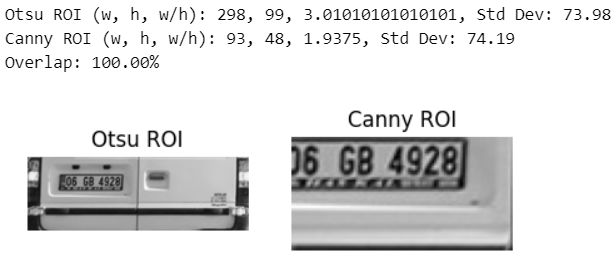 Otsu ROI (w, h, w/h): 298, 99, 3.01010101010101, Std Dev: 73.98
Canny ROI (w, h, w/h): 93, 48, 1.9375, Std Dev: 74.19
Overlap: 100.00%
Otsu ROI
Canny ROI
06 GB 4928
06 GB 4928